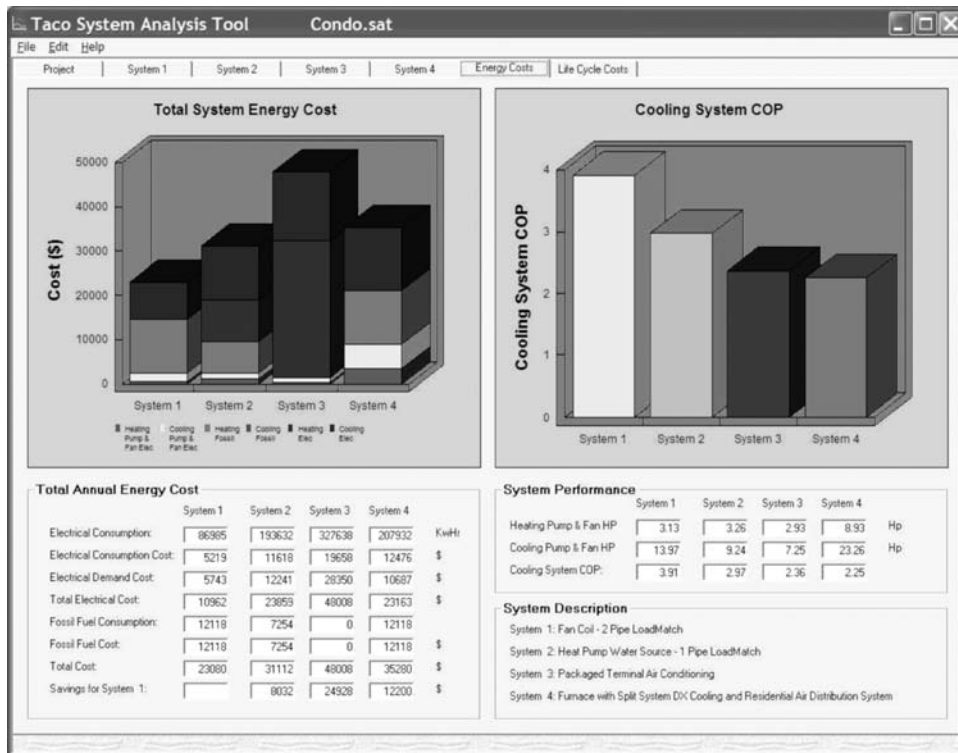 Taco System Analysis Tool Condo.sat
File Edit Help
Project System 1 System 2 System 3 System 4 Energy Costs Life Cycle Costs
Total System Energy Cost
Cost ($)
50000
40000
30000
20000
10000
0
System 1 System 2 System 3 System 4
Heating Pump & Fan Elec Cooling Pump & Fan Elec Heating Fossil Cooling Fossil Heating Elec Cooling Elec
Cooling System COP
Cooling System COP
4
3
2
1
0
System 1 System 2 System 3 System 4
Total Annual Energy Cost
System 1 System 2 System 3 System 4
Electrical Consumption: 86985 193632 327638 207932 KwHr
Electrical Consumption Cost: 5219 11618 19658 12476 $
Electrical Demand Cost: 5743 12241 28350 10687 $
Total Electrical Cost: 10962 23859 48008 23163 $
Fossil Fuel Consumption: 12118 7254 0 12118
Fossil Fuel Cost: 12118 7254 0 12118 $
Total Cost: 23080 31112 48008 35280 $
Savings for System 1: 8032 24928 12200 $
System Performance
System 1 System 2 System 3 System 4
Heating Pump & Fan HP 3.13 3.26 2.93 8.93 Hp
Cooling Pump & Fan HP 13.97 9.24 7.25 23.26 Hp
Cooling System COP: 3.91 2.97 2.36 2.25
System Description
System 1: Fan Coil - 2 Pipe LoadMatch
System 2: Heat Pump Water Source - 1 Pipe LoadMatch
System 3: Packaged Terminal Air Conditioning
System 4: Furnace with Split System DX Cooling and Residential Air Distribution System